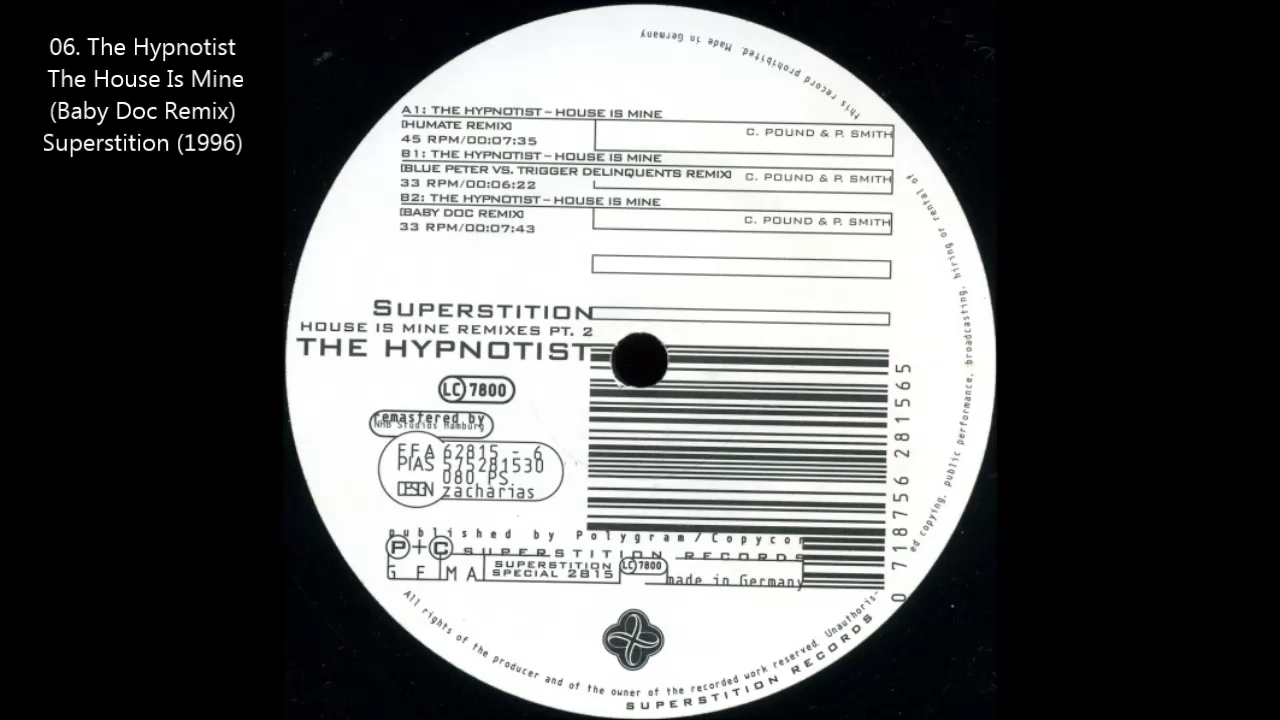 06. The Hypnotist
The House Is Mine
(Baby Doc Remix)
Superstition (1996)
A1: THE HYPNOTIST – HOUSE IS MINE
[HUMATE REMIX]
C. POUND & P. SMITH
45 RPM/00:07:35
B1: THE HYPNOTIST – HOUSE IS MINE
[BLUE PETER VS. TRIGGER DELINQUENTS REMIX]
C. POUND & P. SMITH
33 RPM/00:06:22
B2: THE HYPNOTIST – HOUSE IS MINE
[BABY DOC REMIX]
C. POUND & P. SMITH
33 RPM/00:07:43
SUPERSTITION
HOUSE IS MINE REMIXES PT. 2
THE HYPNOTIST
LC 7800
remastered by
NHB Studios Hamburg
EFA 62815 - 6
PIAS 575281530
080 PS.
DESIGN zacharias
0 718756 281565
published by Polygram/Copycon
P+C SUPERSTITION RECORDS
GEMA
SUPERSTITION
SPECIAL 2815
LC 7800
made in Germany
All rights of the producer and of the owner of the recorded work reserved. Unauthoris-
ed copying, public performance, broadcasting, hiring or rental of
this record prohibited. Made in Germany
SUPERSTITION RECORDS